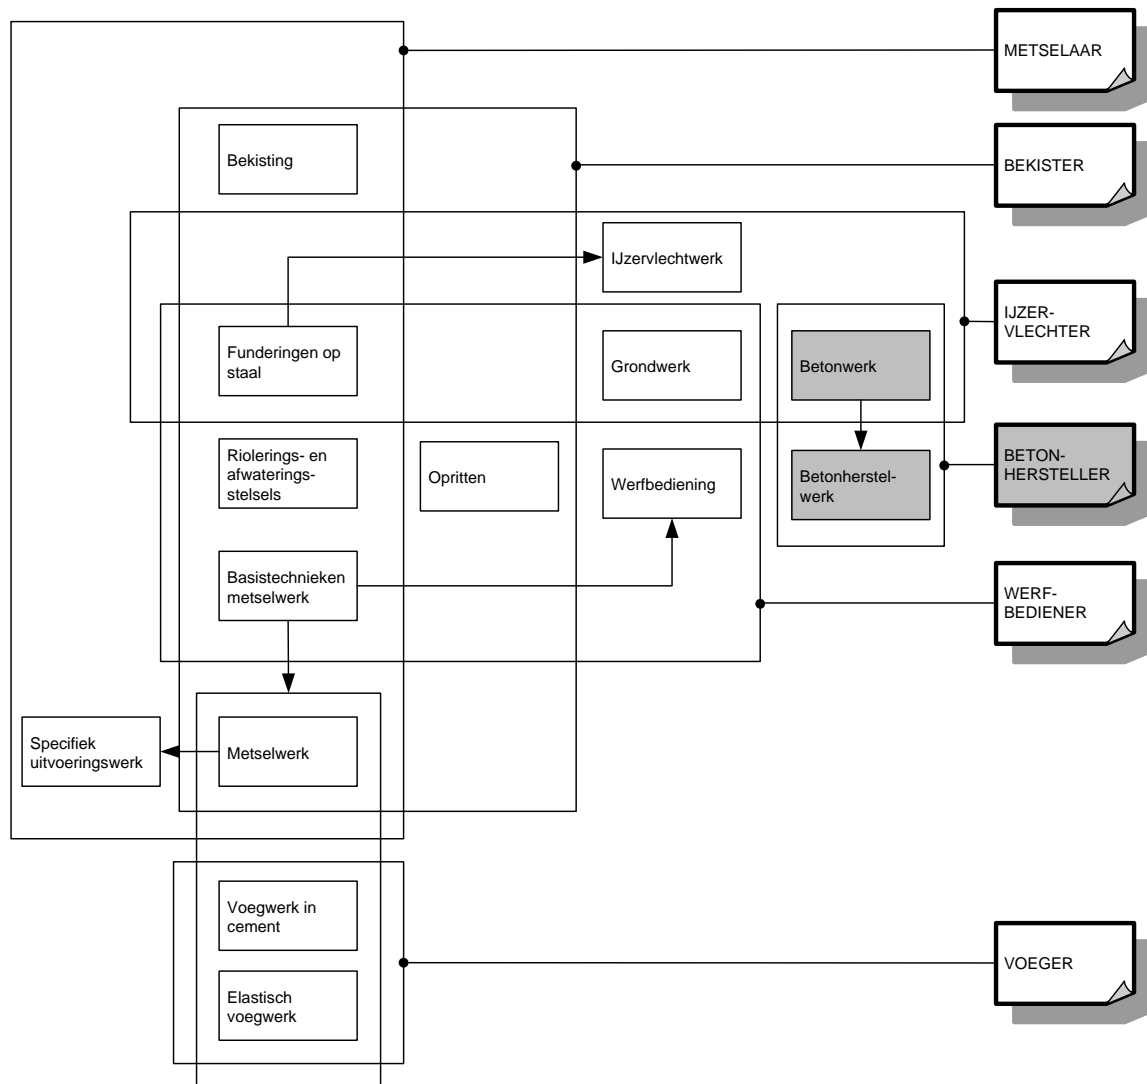 METSELAAR
Bekisting
BEKISTER
IJzervlechtwerk
IJZER-
VLECHTER
Funderingen op
staal
Grondwerk
Betonwerk
Riolerings- en
afwaterings-
stelsels
Opritten
Werfbediening
Betonherstel-
werk
BETON-
HERSTELLER
Basistechnieken
metselwerk
WERF-
BEDIENER
Specifiek
uitvoeringswerk
Metselwerk
Voegwerk in
cement
VOEGER
Elastisch
voegwerk